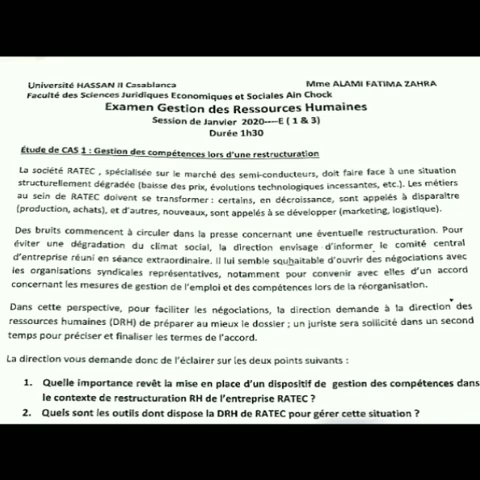 Université HASSAN II Casablanca Mme ALAMI FATIMA ZAHRA
Faculté des Sciences Juridiques Economiques et Sociales Ain Chock
Examen Gestion des Ressources Humaines
Session de Janvier 2020----E ( 1 & 3)
Durée 1h30
Étude de CAS 1 : Gestion des compétences lors d'une restructuration
La société RATEC , spécialisée sur le marché des semi-conducteurs, doit faire face à une situation
structurellement dégradée (baisse des prix, évolutions technologiques incessantes, etc.). Les métiers
au sein de RATEC doivent se transformer : certains, en décroissance, sont appelés à disparaître
(production, achats), et d'autres, nouveaux, sont appelés à se développer (marketing, logistique).
Des bruits commencent à circuler dans la presse concernant une éventuelle restructuration. Pour
éviter une dégradation du climat social, la direction envisage d'informer le comité central
d'entreprise réuni en séance extraordinaire. Il lui semble souhaitable d'ouvrir des négociations avec
les organisations syndicales représentatives, notamment pour convenir avec elles d'un accord
concernant les mesures de gestion de l'emploi et des compétences lors de la réorganisation.
Dans cette perspective, pour faciliter les négociations, la direction demande à la direction des
ressources humaines (DRH) de préparer au mieux le dossier ; un juriste sera sollicité dans un second
temps pour préciser et finaliser les termes de l'accord.
La direction vous demande donc de l'éclairer sur les deux points suivants :
1. Quelle importance revêt la mise en place d'un dispositif de gestion des compétences dans
le contexte de restructuration RH de l'entreprise RATEC ?
2. Quels sont les outils dont dispose la DRH de RATEC pour gérer cette situation ?